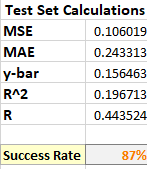 Test Set Calculations
MSE 0.106019
MAE 0.243313
y-bar 0.156463
R^2 0.196713
R 0.443524
Success Rate 87%